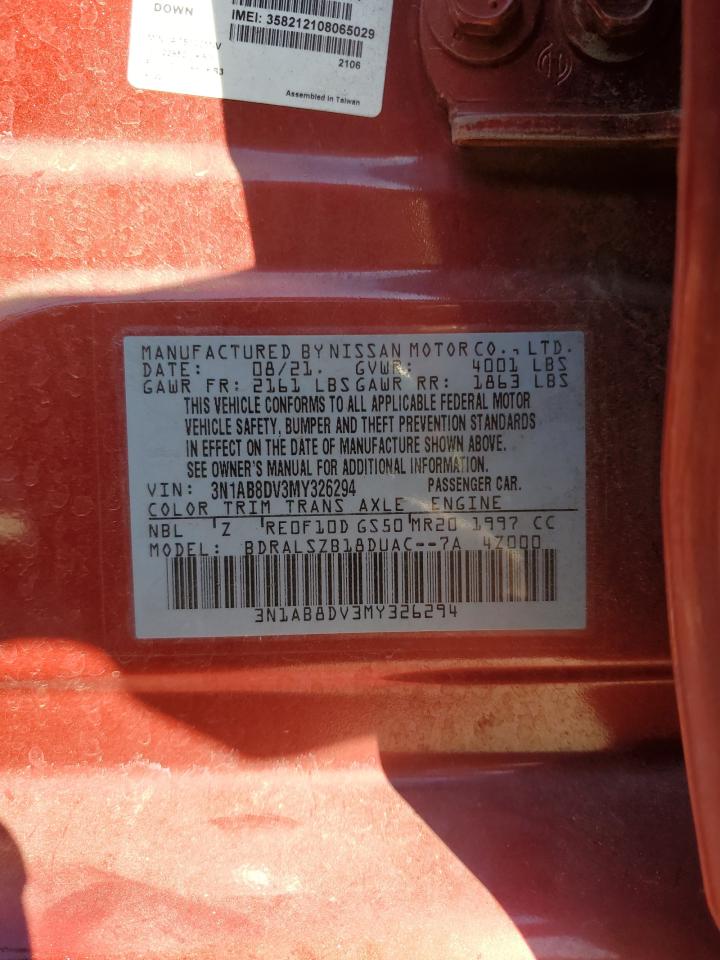 DOWN
IMEI: 358212108065029
2106
Assembled in Taiwan
MANUFACTURED BY NISSAN MOTOR CO., LTD.
DATE: 08/21. GVWR: 4001 LBS
GAWR FR: 2161 LBS GAWR RR: 1863 LBS
THIS VEHICLE CONFORMS TO ALL APPLICABLE FEDERAL MOTOR
VEHICLE SAFETY, BUMPER AND THEFT PREVENTION STANDARDS
IN EFFECT ON THE DATE OF MANUFACTURE SHOWN ABOVE.
SEE OWNER'S MANUAL FOR ADDITIONAL INFORMATION.
VIN: 3N1AB8DV3MY326294 PASSENGER CAR.
COLOR TRIM TRANS AXLE ENGINE
NBL Z RE0F10D GS50 MR20 1997 CC
MODEL: BDRALSZB18DUAC--7A 4Z000
3N1AB8DV3MY326294